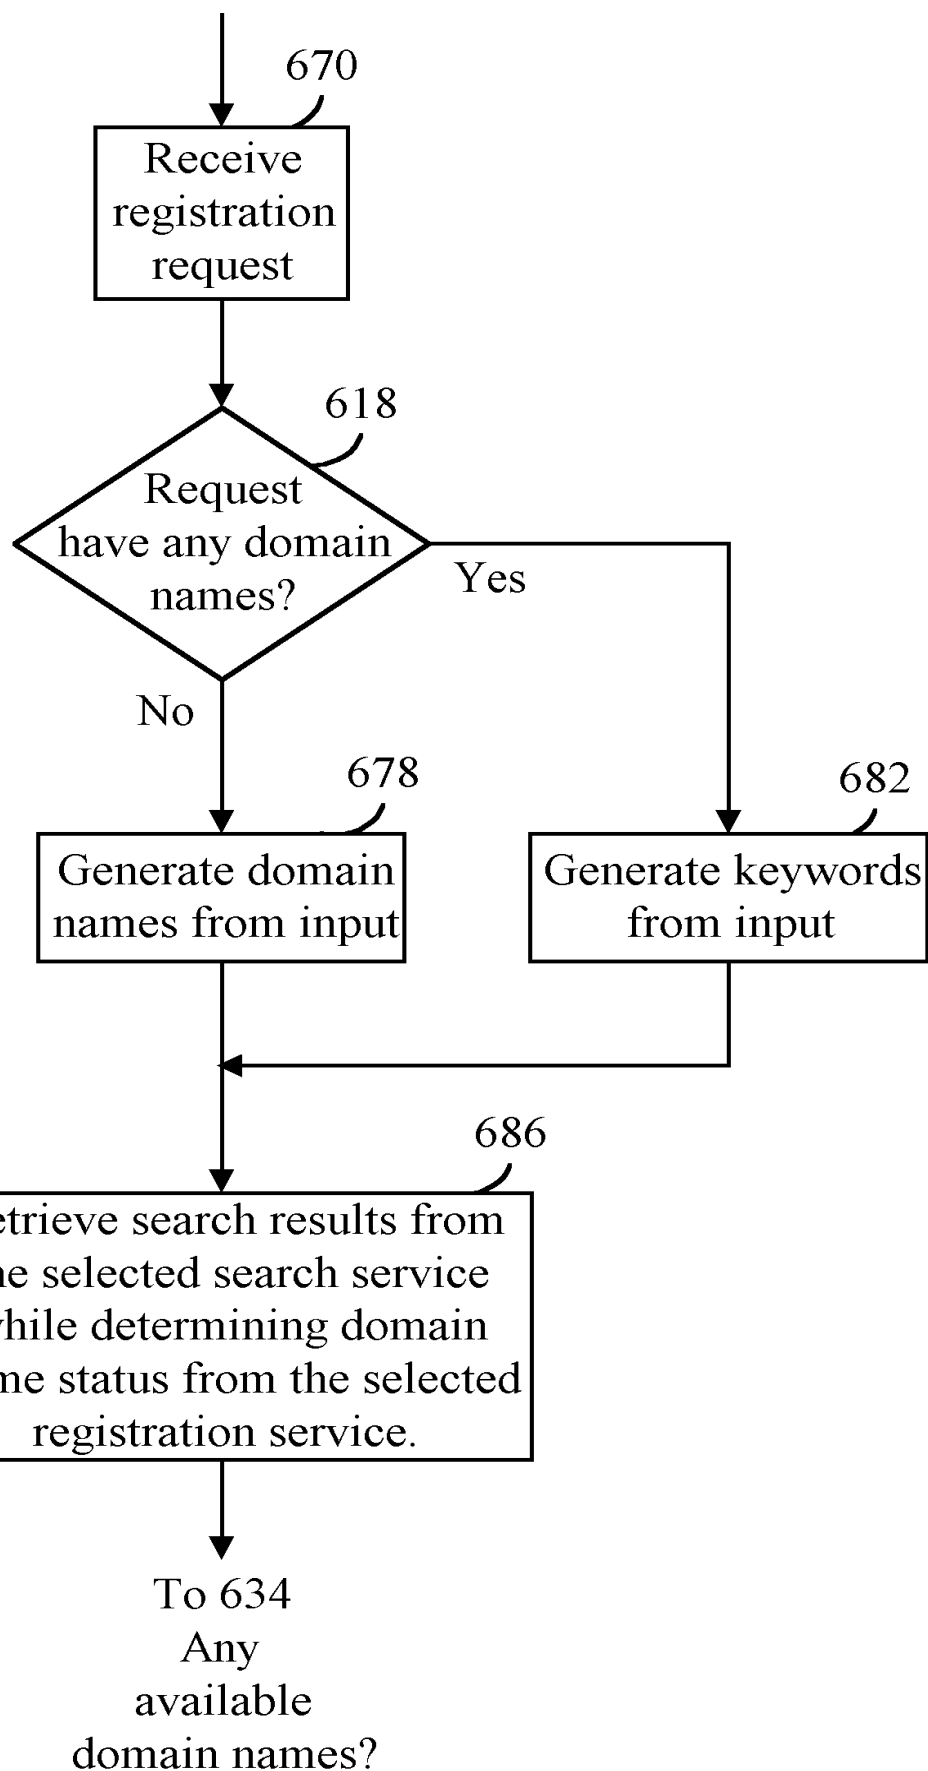 670
Receive
registration
request
618
Request
have any domain
names?
Yes
No
678
682
Generate domain
names from input
Generate keywords
from input
686
etrieve search results from
he selected search service
while determining domain
me status from the selected
registration service.
To 634
Any
available
domain names?